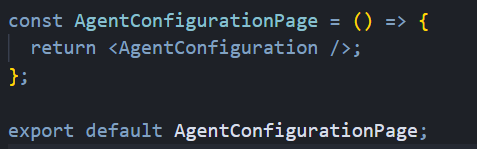 const AgentConfigurationPage = () => {
  return <AgentConfiguration />;
};

export default AgentConfigurationPage;